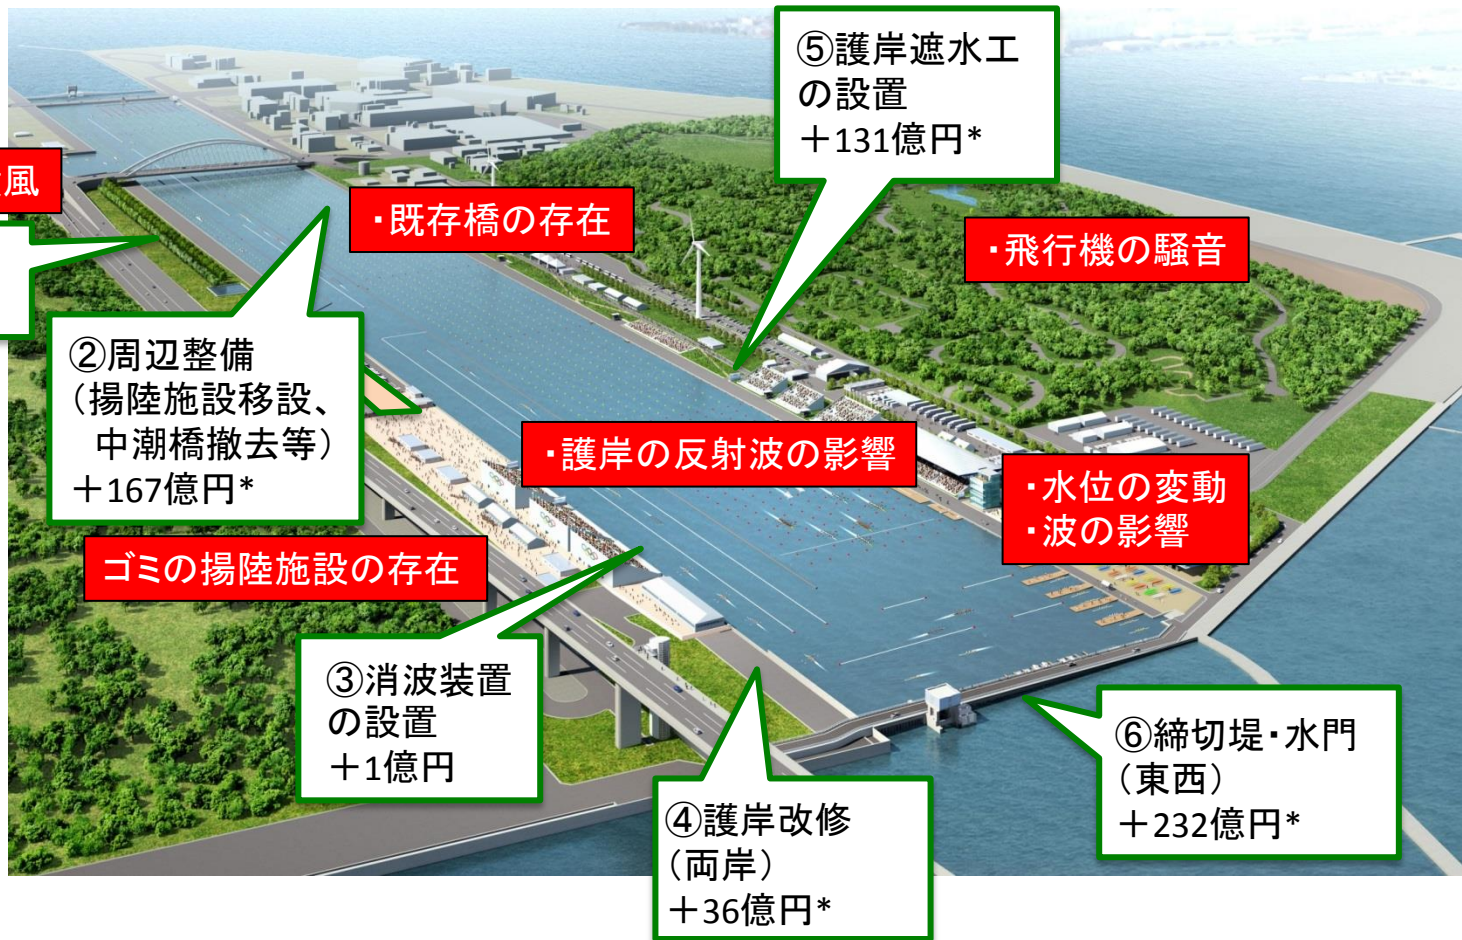 ⑤護岸遮水工
の設置
＋131億円*
風
・既存橋の存在
・飛行機の騒音
②周辺整備
（揚陸施設移設、
中潮橋撤去等）
＋167億円*
・護岸の反射波の影響
・水位の変動
・波の影響
ゴミの揚陸施設の存在
③消波装置
の設置
＋1億円
④護岸改修
（両岸）
＋36億円*
⑥締切堤・水門
（東西）
＋232億円*